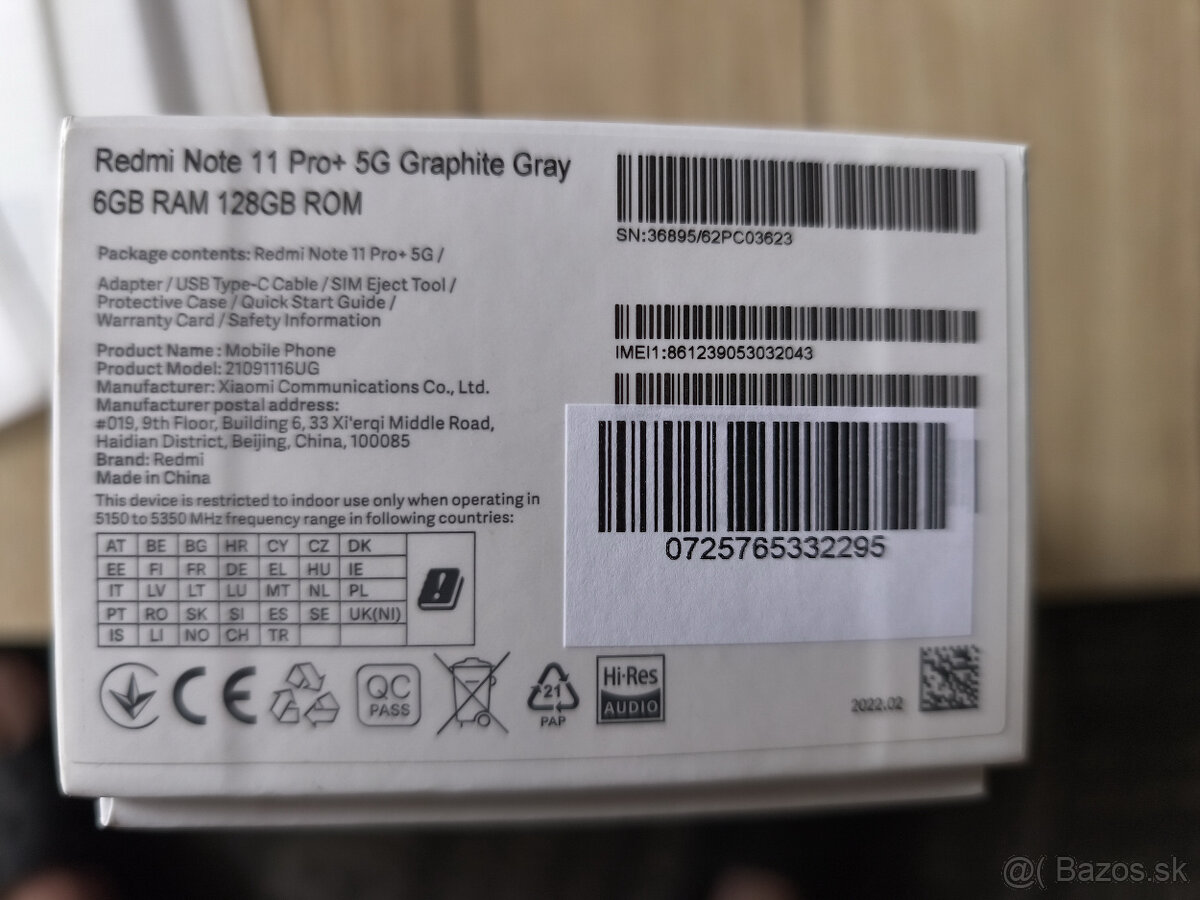 Redmi Note 11 Pro+ 5G Graphite Gray
6GB RAM 128GB ROM
Package contents: Redmi Note 11 Pro+ 5G /
Adapter / USB Type-C Cable / SIM Eject Tool /
Protective Case / Quick Start Guide /
Warranty Card / Safety Information
Product Name : Mobile Phone
Product Model: 21091116UG
Manufacturer: Xiaomi Communications Co., Ltd.
Manufacturer postal address:
#019, 9th Floor, Building 6, 33 Xi'erqi Middle Road,
Haidian District, Beijing, China, 100085
Brand: Redmi
Made in China
This device is restricted to indoor use only when operating in
5150 to 5350 MHz frequency range in following countries:
AT BE BG HR CY CZ DK
EE FI FR DE EL HU IE
IT LV LT LU MT NL PL
PT RO SK SI ES SE UK(NI)
IS LI NO CH TR
CE
QC
PASS
21
PAP
Hi-Res
AUDIO
SN:36895/62PC03623
IMEI1:861239053032043
0725765332295
2022.02
@( Bazos.sk